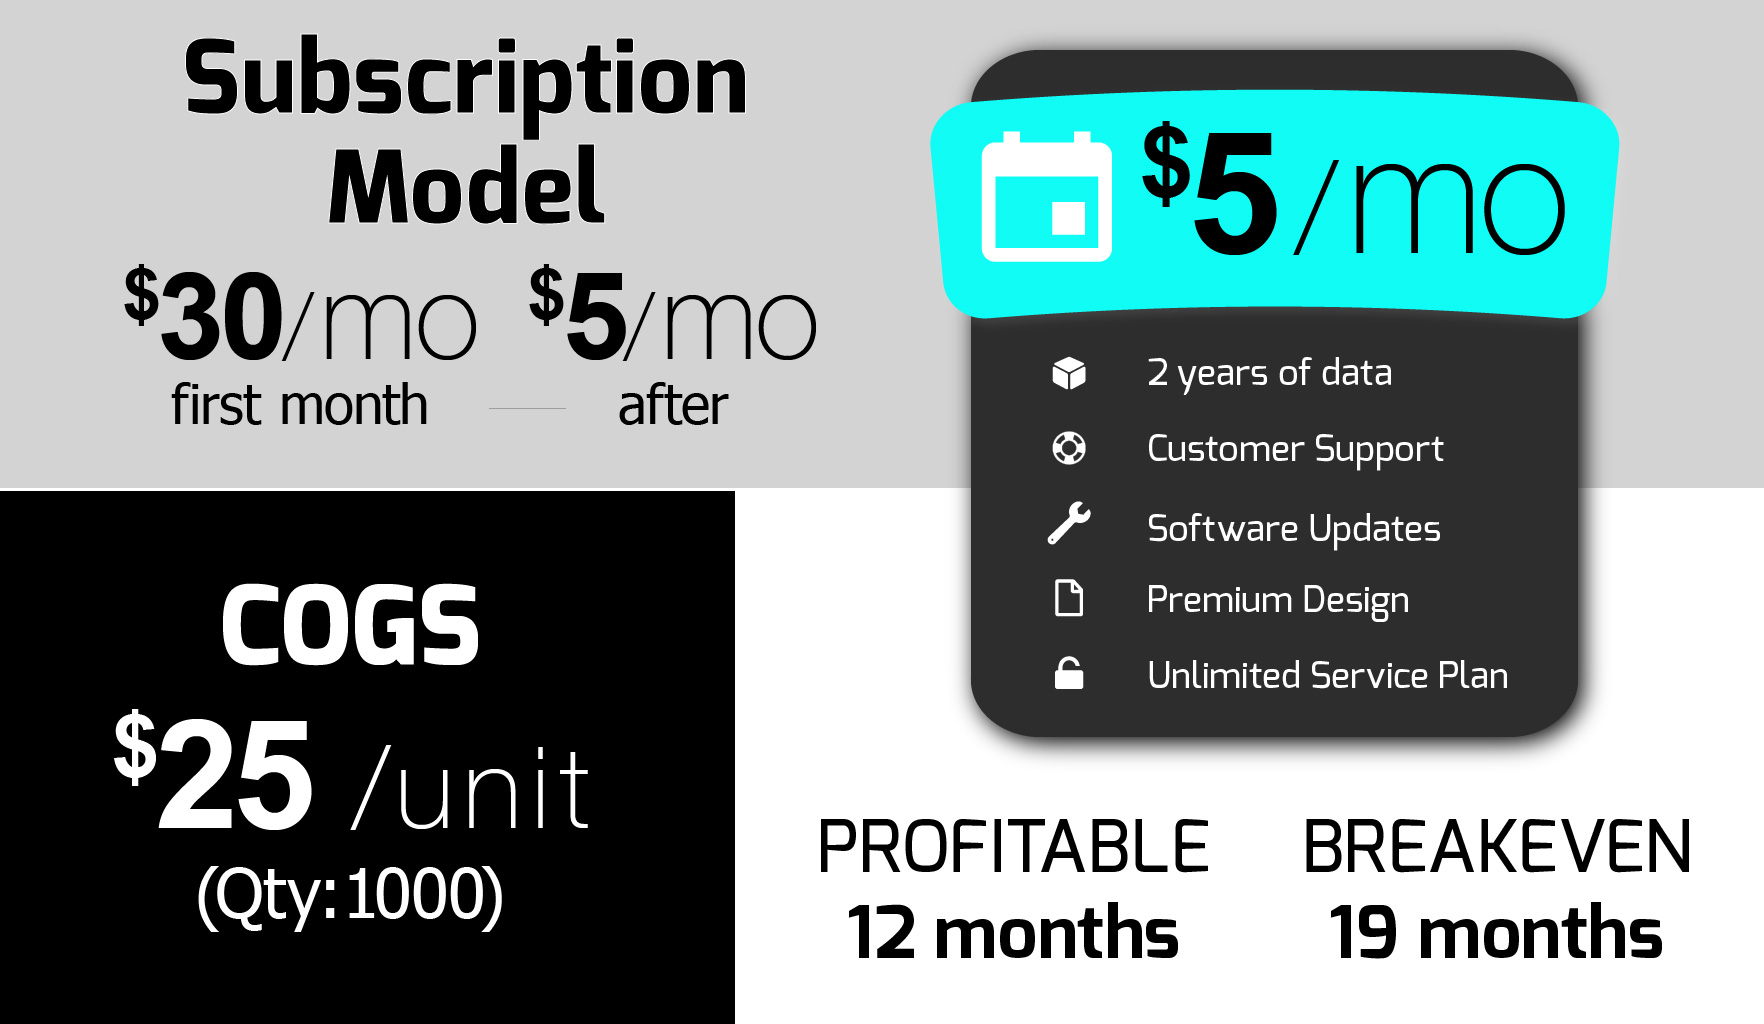 Subscription
Model
$30/mo $5/mo
first month after
$5/mo
2 years of data
Customer Support
Software Updates
Premium Design
Unlimited Service Plan
COGS
$25 /unit
(Qty:1000)
PROFITABLE BREAKEVEN
12 months 19 months